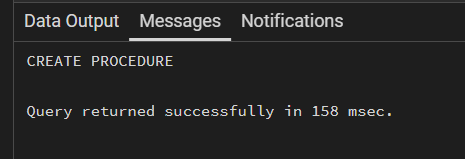 Data Output Messages Notifications
CREATE PROCEDURE
Query returned successfully in 158 msec.